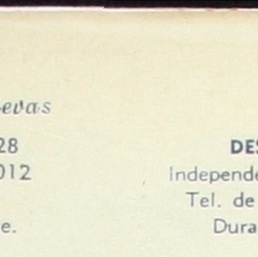 evas
28
012
e.
DES
Independe
Tel. de
Dura